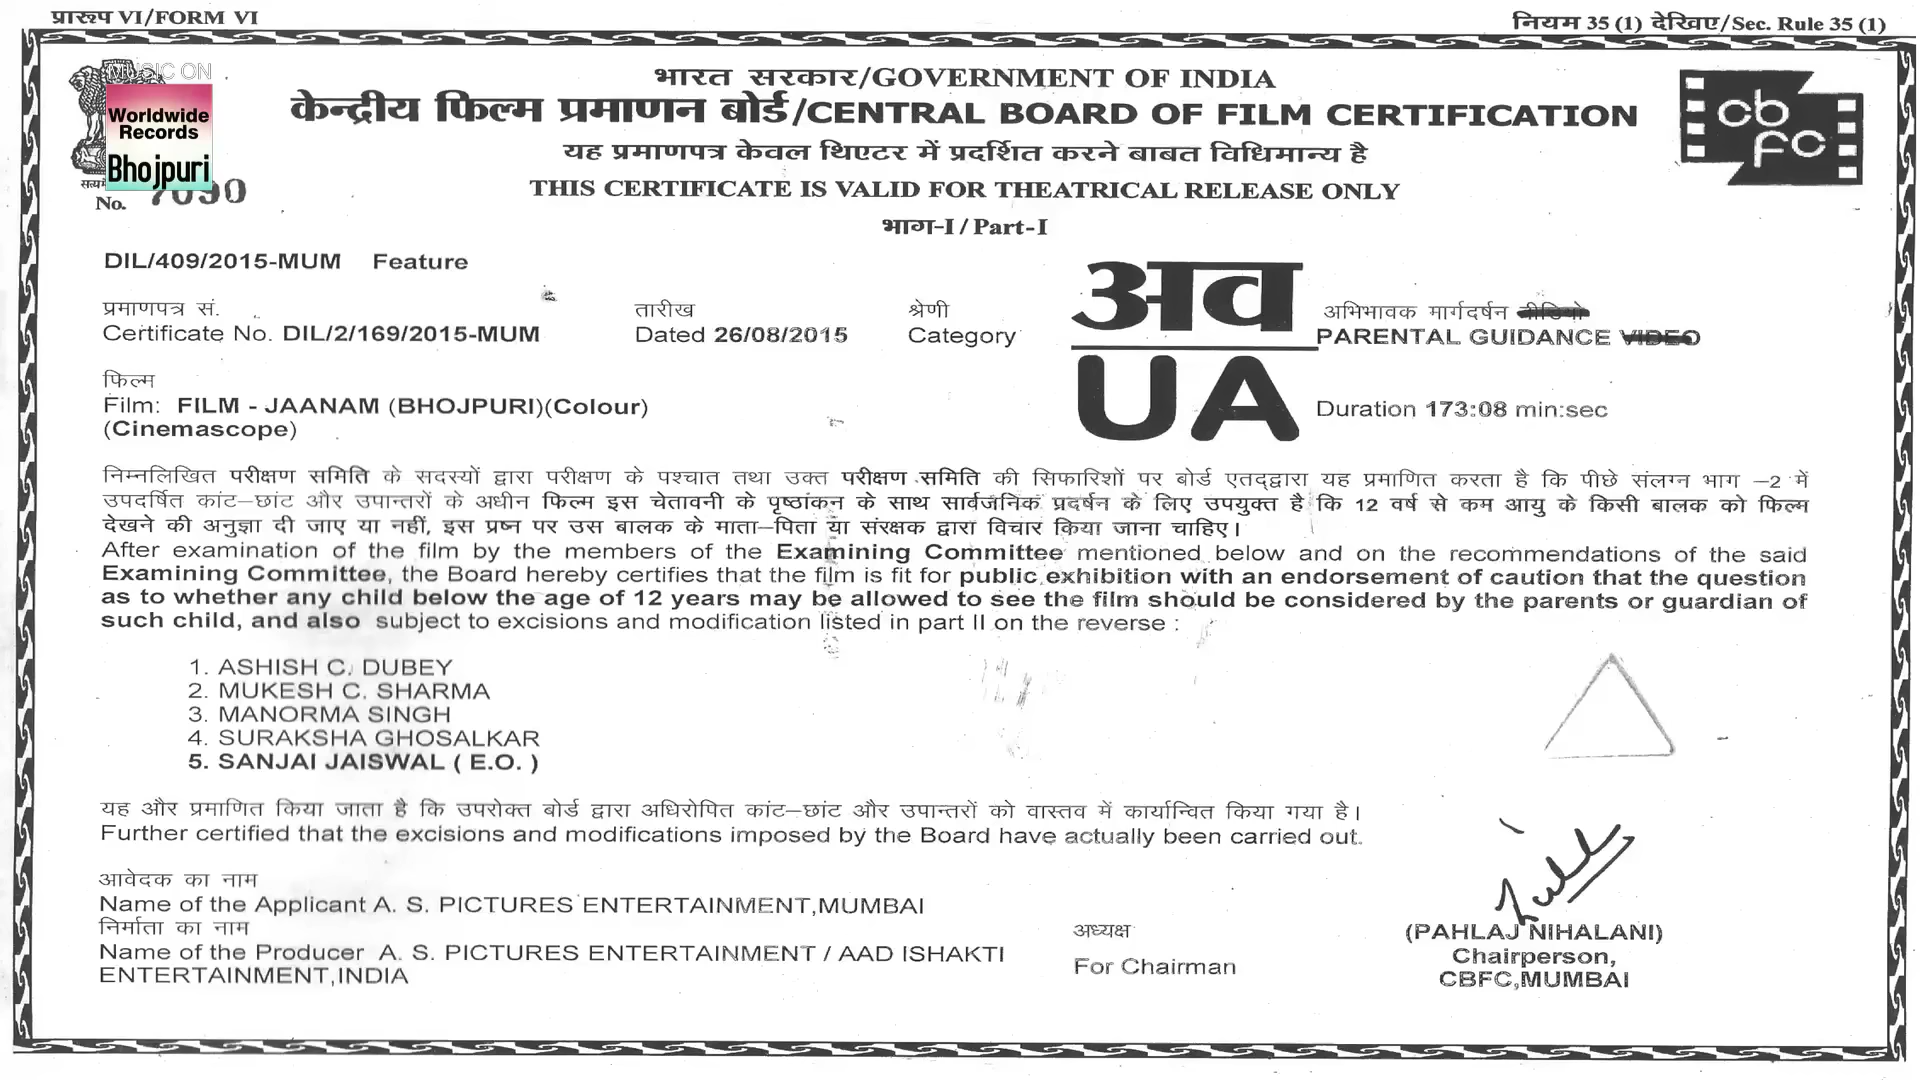 प्रारूप VI/FORM VI
नियम 35 (1) देखिए/Sec. Rule 35 (1)
MUSIC ON
Worldwide
Records
Bhojpuri
भारत सरकार/GOVERNMENT OF INDIA
केन्द्रीय फिल्म प्रमाणन बोर्ड/CENTRAL BOARD OF FILM CERTIFICATION
cb
fc
यह प्रमाणपत्र केवल थिएटर में प्रदर्शित करने बाबत विधिमान्य है
THIS CERTIFICATE IS VALID FOR THEATRICAL RELEASE ONLY
No. 7090
भाग-I / Part-I
DIL/409/2015-MUM Feature
प्रमाणपत्र सं. तारीख श्रेणी अव अभिभावक मार्गदर्षन वीडियो
Certificate No. DIL/2/169/2015-MUM Dated 26/08/2015 Category PARENTAL GUIDANCE VIDEO
फिल्म
Film: FILM - JAANAM (BHOJPURI)(Colour) UA Duration 173:08 min:sec
(Cinemascope)
निम्नलिखित परीक्षण समिति के सदस्यों द्वारा परीक्षण के पश्चात तथा उक्त परीक्षण समिति की सिफारिशों पर बोर्ड एतद्द्वारा यह प्रमाणित करता है कि पीछे संलग्न भाग –2 में
उपदर्षित कांट–छांट और उपान्तरों के अधीन फिल्म इस चेतावनी के पृष्ठांकन के साथ सार्वजनिक प्रदर्षन के लिए उपयुक्त है कि 12 वर्ष से कम आयु के किसी बालक को फिल्म
देखने की अनुज्ञा दी जाए या नहीं, इस प्रष्न पर उस बालक के माता–पिता या संरक्षक द्वारा विचार किया जाना चाहिए।
After examination of the film by the members of the Examining Committee mentioned below and on the recommendations of the said
Examining Committee, the Board hereby certifies that the film is fit for public exhibition with an endorsement of caution that the question
as to whether any child below the age of 12 years may be allowed to see the film should be considered by the parents or guardian of
such child, and also subject to excisions and modification listed in part II on the reverse :
1. ASHISH C. DUBEY
2. MUKESH C. SHARMA
3. MANORMA SINGH
4. SURAKSHA GHOSALKAR
5. SANJAI JAISWAL ( E.O. )
यह और प्रमाणित किया जाता है कि उपरोक्त बोर्ड द्वारा अधिरोपित कांट–छांट और उपान्तरों को वास्तव में कार्यान्वित किया गया है।
Further certified that the excisions and modifications imposed by the Board have actually been carried out.
आवेदक का नाम
Name of the Applicant A. S. PICTURES ENTERTAINMENT,MUMBAI
निर्माता का नाम
Name of the Producer A. S. PICTURES ENTERTAINMENT / AAD ISHAKTI
ENTERTAINMENT,INDIA
अध्यक्ष
For Chairman
(PAHLAJ NIHALANI)
Chairperson,
CBFC,MUMBAI